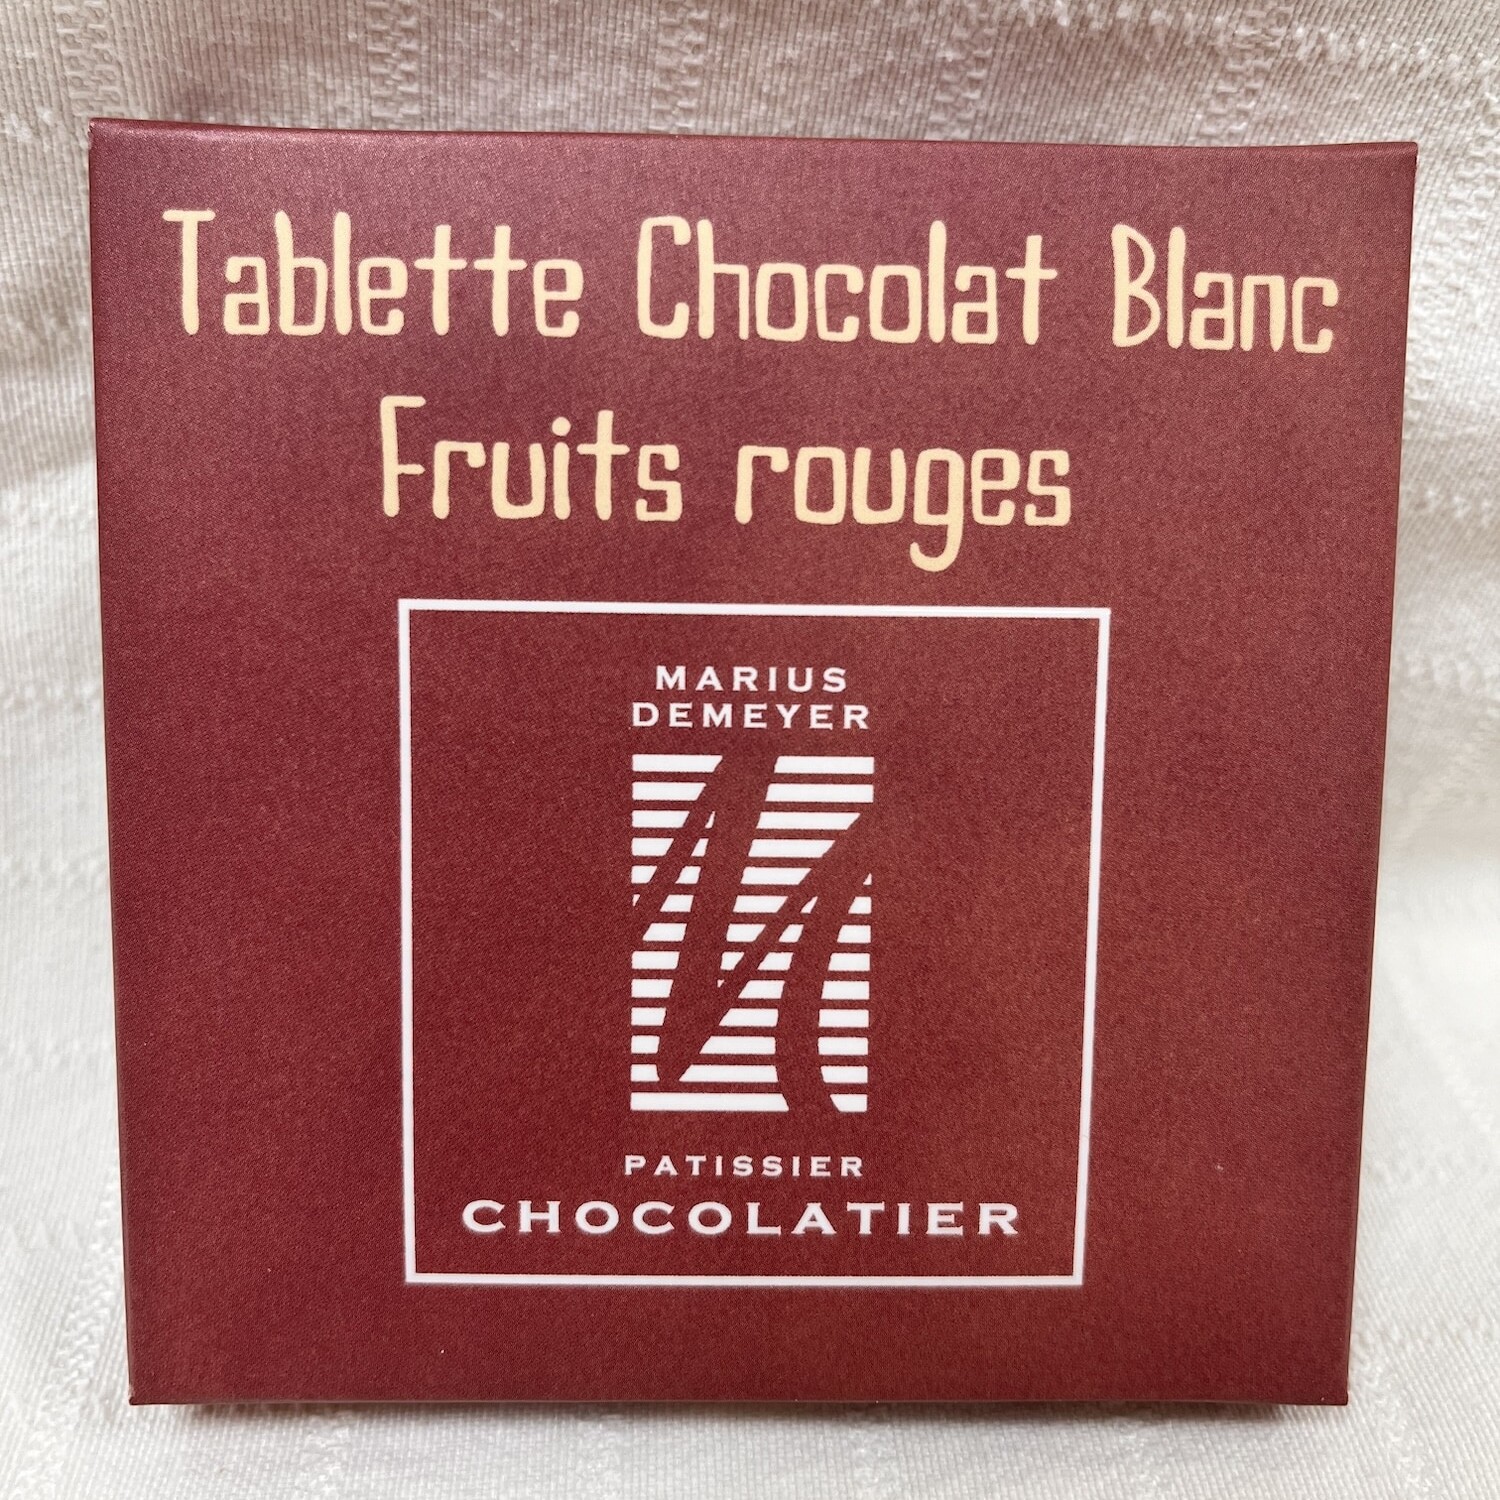 Tablette Chocolat Blanc
Fruits rouges
MARIUS
DEMEYER
PATISSIER
CHOCOLATIER